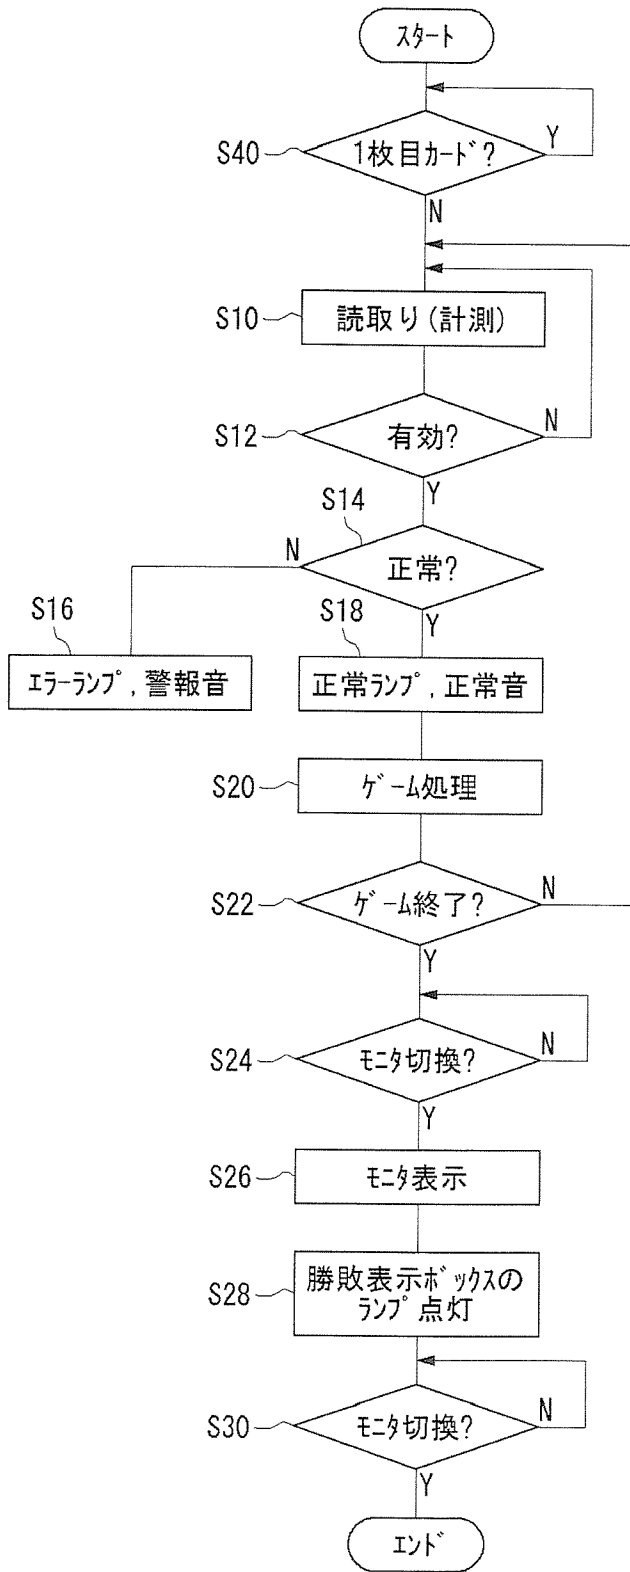 スタート
S40
1枚目カード?
Y
N
S10
読取り(計測)
S12
有効?
N
Y
S14
N
正常?
Y
S16
エラーランプ,警報音
S18
正常ランプ,正常音
S20
ゲーム処理
S22
ゲーム終了?
N
Y
S24
モニタ切換?
N
Y
S26
モニタ表示
S28
勝敗表示ボックスの
ランプ点灯
S30
モニタ切換?
N
Y
エンド